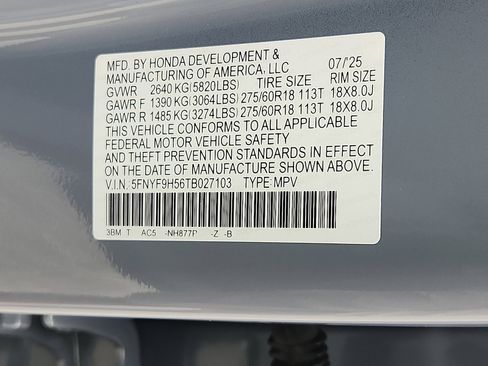 MFD. BY HONDA DEVELOPMENT &
MANUFACTURING OF AMERICA, LLC 07/'25
GVWR 2640 KG(5820LBS) TIRE SIZE RIM SIZE
GAWR F 1390 KG(3064LBS) 275/60R18 113T 18X8.0J
GAWR R 1485 KG(3274LBS) 275/60R18 113T 18X8.0J
THIS VEHICLE CONFORMS TO ALL APPLICABLE
FEDERAL MOTOR VEHICLE SAFETY
AND THEFT PREVENTION STANDARDS IN EFFECT
ON THE DATE OF MANUFACTURE SHOWN ABOVE.
V.I.N. 5FNYF9H56TB027103 TYPE:MPV
3BM T AC5 -NH877P -Z -B